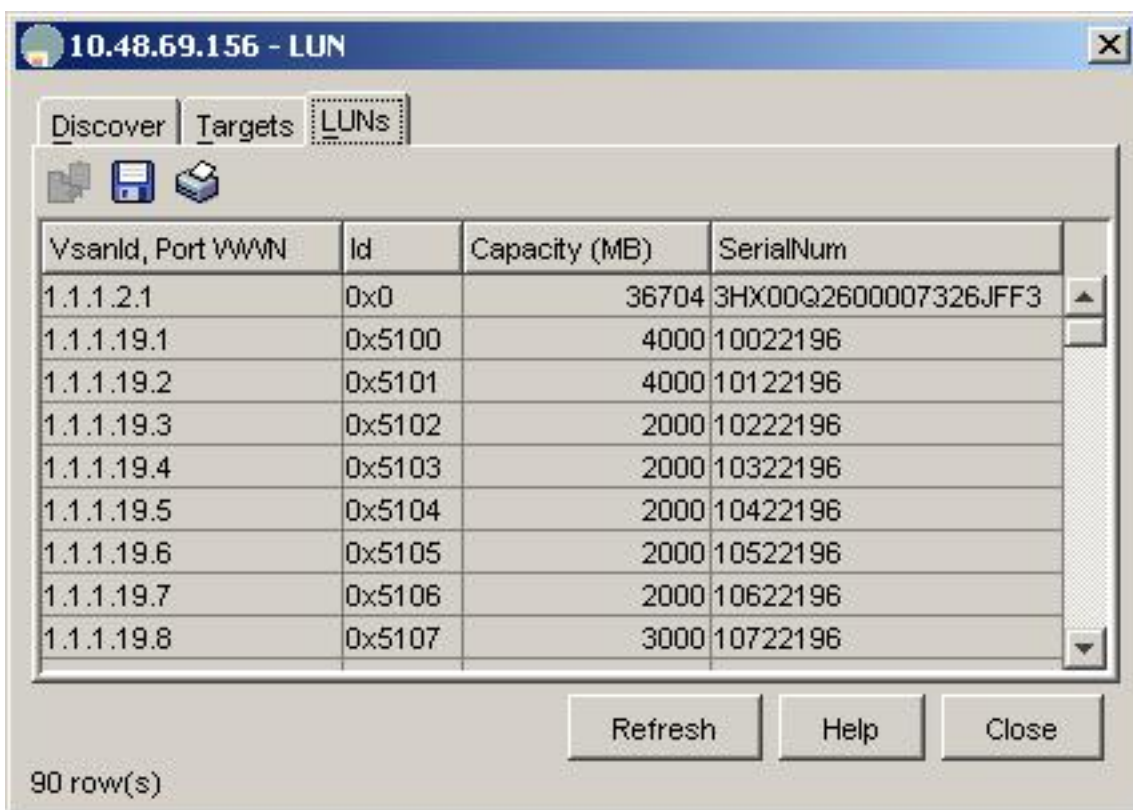 10.48.69.156 - LUN
Discover Targets LUNs
VsanId, Port WWN Id Capacity (MB) SerialNum
1.1.1.2.1 0x0 36704 3HX00Q2600007326JFF3
1.1.1.19.1 0x5100 4000 10022196
1.1.1.19.2 0x5101 4000 10122196
1.1.1.19.3 0x5102 2000 10222196
1.1.1.19.4 0x5103 2000 10322196
1.1.1.19.5 0x5104 2000 10422196
1.1.1.19.6 0x5105 2000 10522196
1.1.1.19.7 0x5106 2000 10622196
1.1.1.19.8 0x5107 3000 10722196
Refresh Help Close
90 row(s)